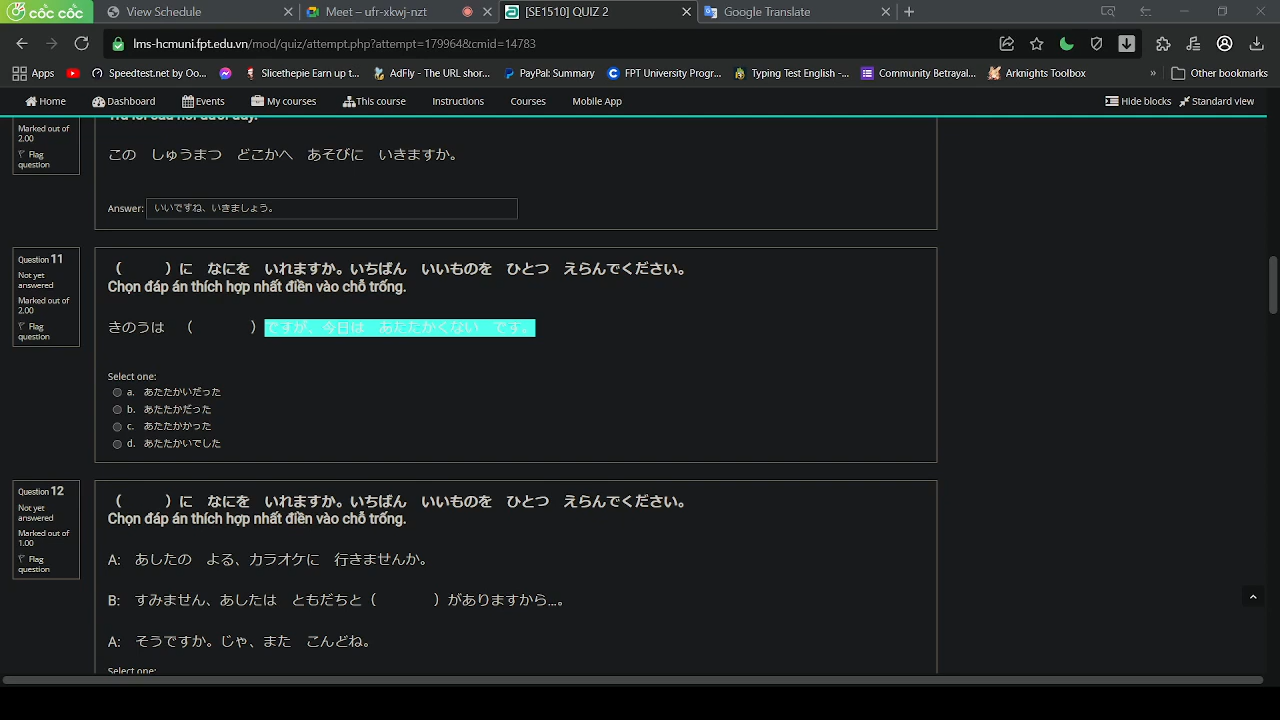 cốc cốc
View Schedule
Meet – ufr-xkwj-nzt
[SE1510] QUIZ 2
Google Translate
lms-hcmuni.fpt.edu.vn/mod/quiz/attempt.php?attempt=179964&cmid=14783
Apps
Speedtest.net by Oo...
Slicethepie Earn up t...
AdFly - The URL shor...
PayPal: Summary
FPT University Progr...
Typing Test English -...
Community Betrayal...
Arknights Toolbox
»
Other bookmarks
Home
Dashboard
Events
My courses
This course
Instructions
Courses
Mobile App
Hide blocks
Standard view
Marked out of
2.00
Flag
question
Trả lời câu hỏi dưới đây.
この　しゅうまつ　どこかへ　あそびに　いきますか。
Answer: いいですね、いきましょう。
Question 11
Not yet
answered
Marked out of
2.00
Flag
question
（　　　）に　なにを　いれますか。いちばん　いいものを　ひとつ　えらんでください。
Chọn đáp án thích hợp nhất điền vào chỗ trống.
きのうは　（　　　　）ですが、今日は　あたたかくない　です。
Select one:
a. あたたかいだった
b. あたたかだった
c. あたたかかった
d. あたたかいでした
Question 12
Not yet
answered
Marked out of
1.00
Flag
question
（　　　）に　なにを　いれますか。いちばん　いいものを　ひとつ　えらんでください。
Chọn đáp án thích hợp nhất điền vào chỗ trống.
A:　あしたの　よる、カラオケに　行きませんか。
B:　すみません、あしたは　ともだちと（　　　　）がありますから...。
A:　そうですか。じゃ、また　こんどね。
Select one: